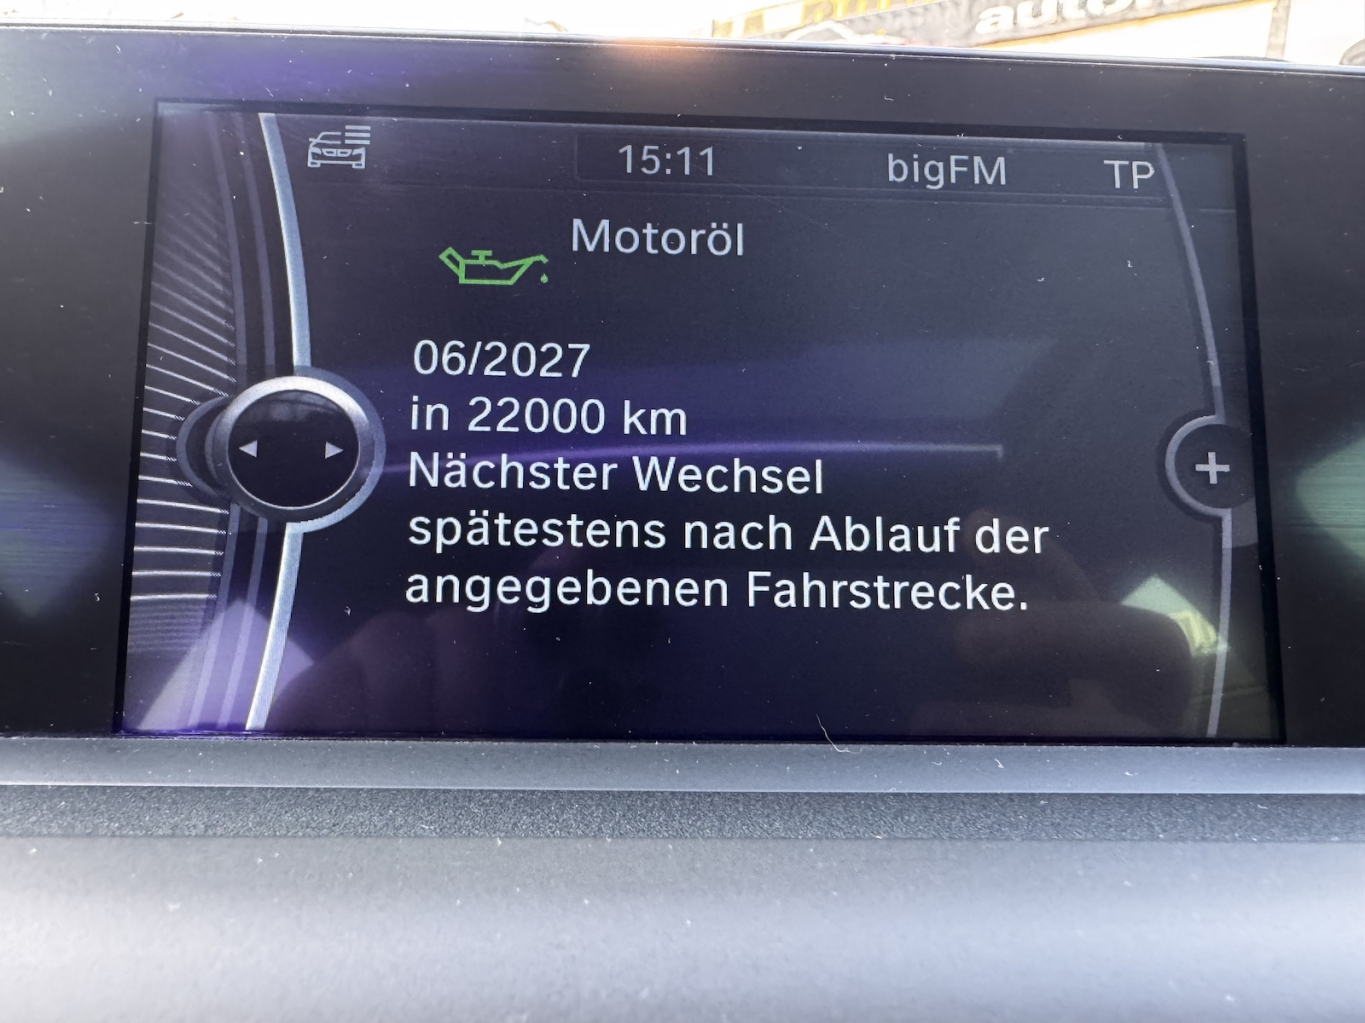 15:11 bigFM TP
Motoröl
06/2027
in 22000 km
Nächster Wechsel
spätestens nach Ablauf der
angegebenen Fahrstrecke.